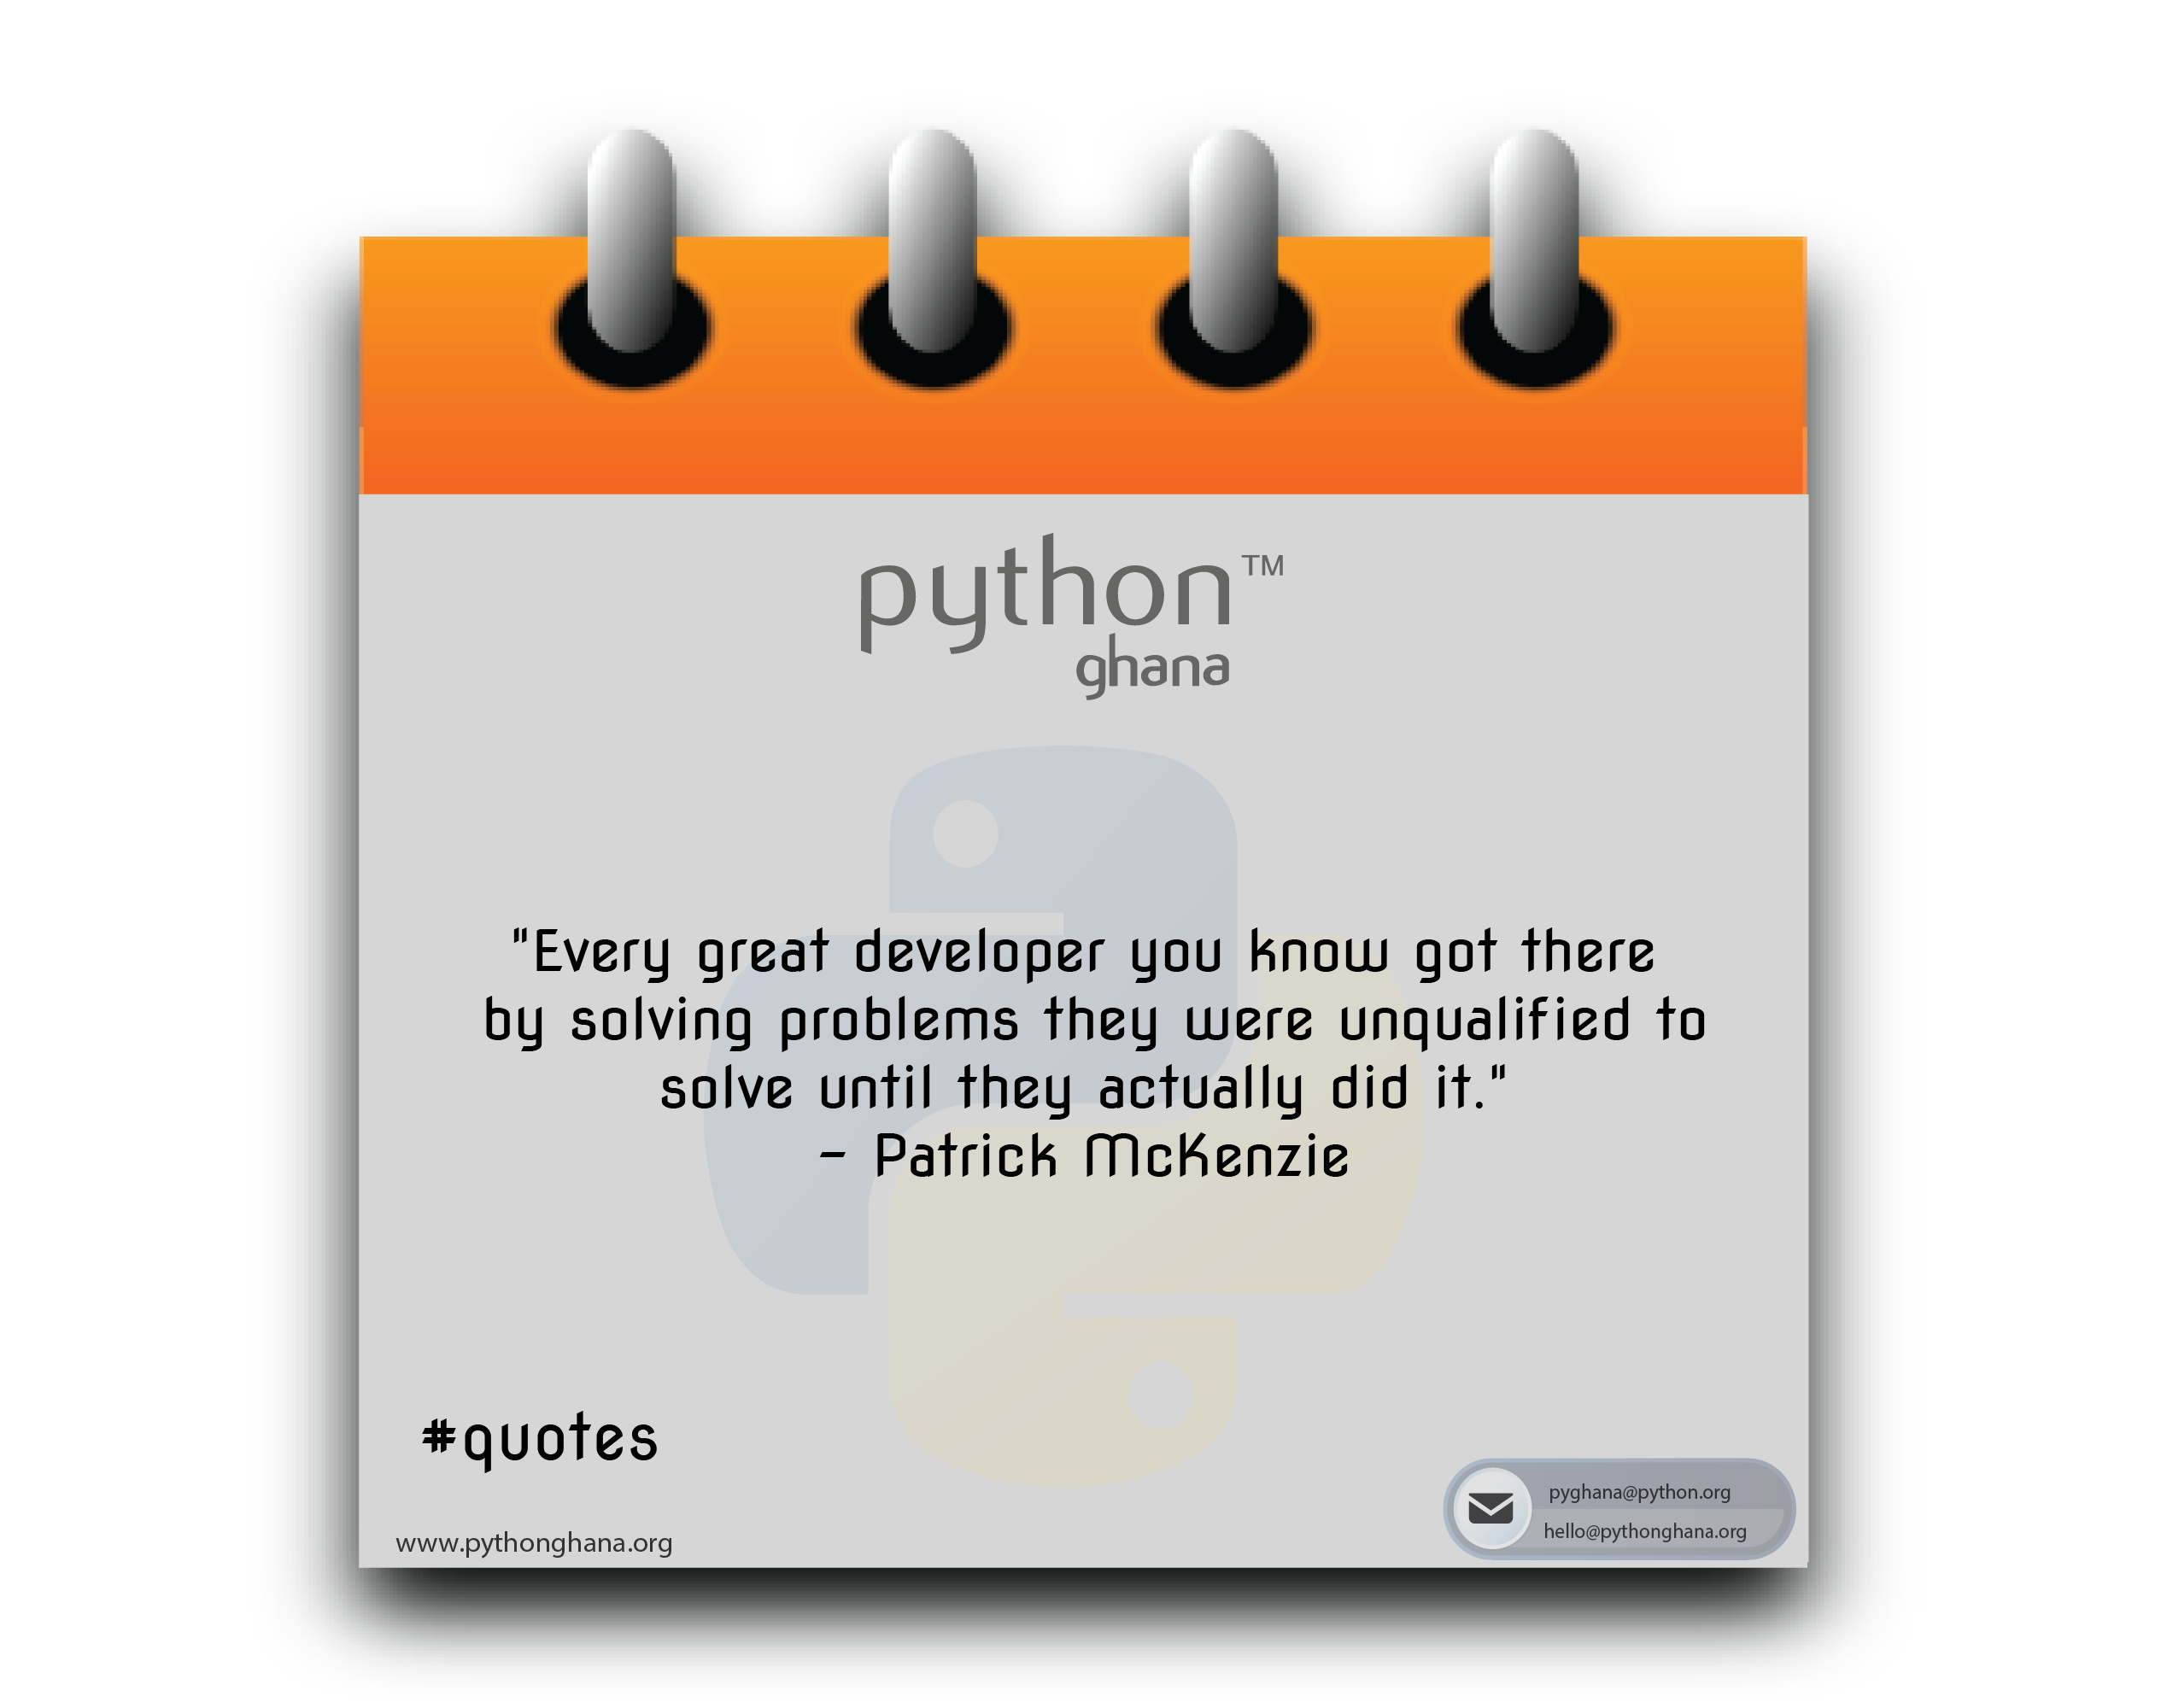 python™
ghana
"Every great developer you know got there
by solving problems they were unqualified to
solve until they actually did it."
- Patrick McKenzie
#quotes
www.pythonghana.org
pyghana@python.org
hello@pythonghana.org